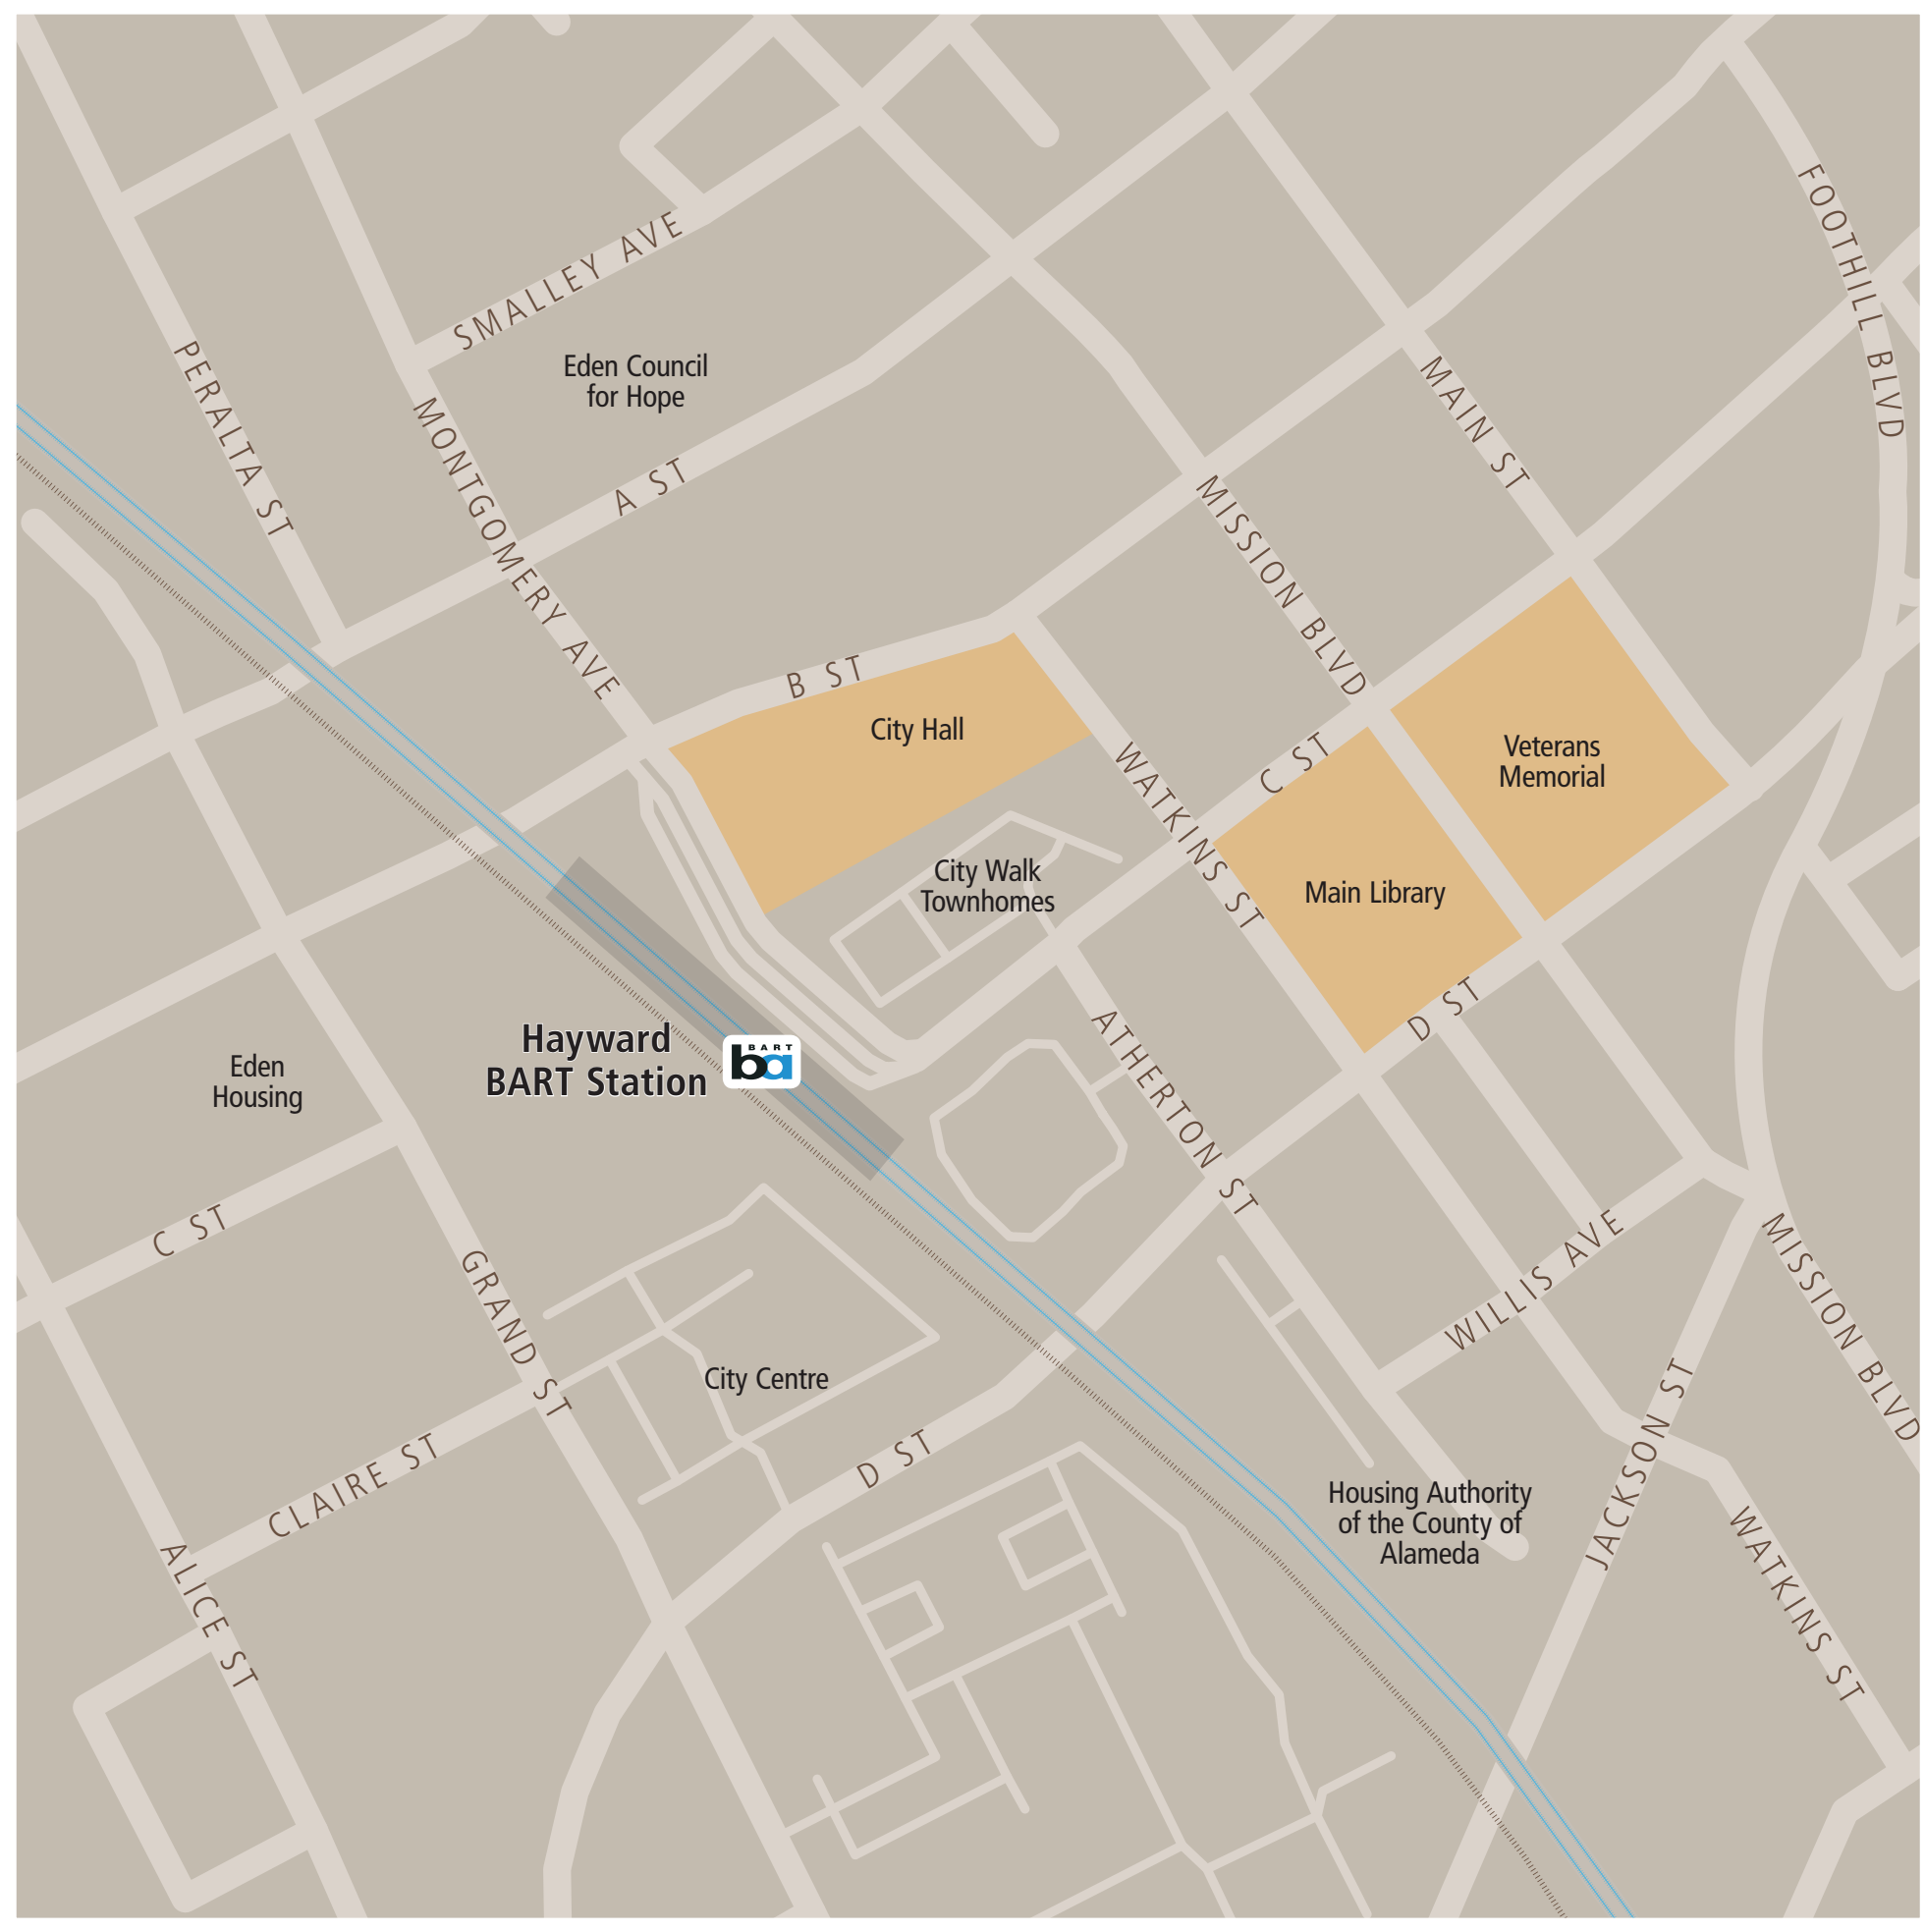 FOOTHILL BLVD
SMALLEY AVE
PERALTA ST
Eden Council
for Hope
MAIN ST
MONTGOMERY AVE
A ST
MISSION BLVD
B ST
City Hall
C ST
WATKINS ST
Veterans
Memorial
City Walk
Townhomes
Main Library
D ST
ATHERTON ST
Hayward
BART Station
BART
ba
Eden
Housing
C ST
GRAND ST
WILLIS AVE
MISSION BLVD
City Centre
JACKSON ST
D ST
CLAIRE ST
Housing Authority
of the County of
Alameda
WATKINS ST
ALICE ST